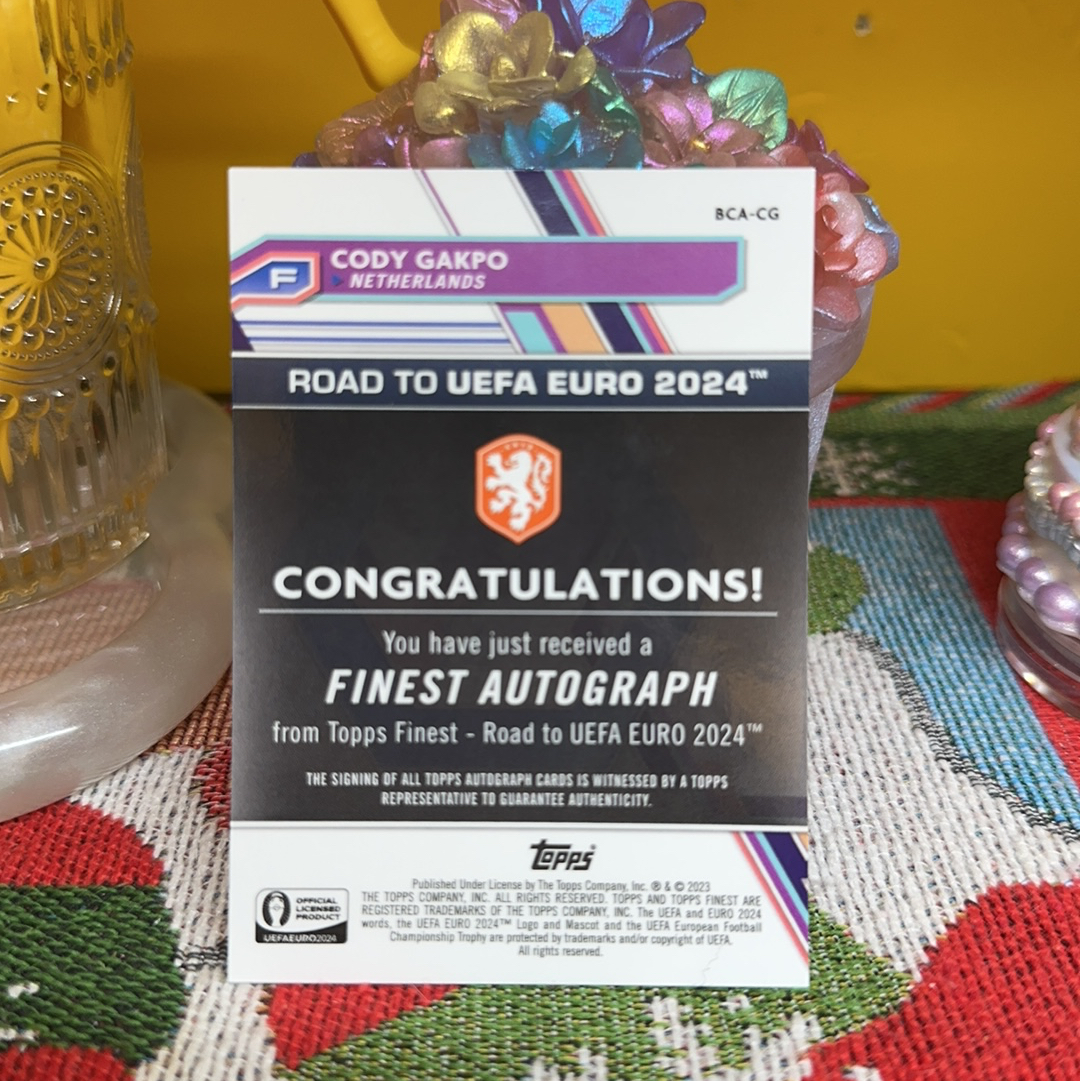 BCA-CG
F
CODY GAKPO
NETHERLANDS
ROAD TO UEFA EURO 2024™
CONGRATULATIONS!
You have just received a
FINEST AUTOGRAPH
from Topps Finest - Road to UEFA EURO 2024™
THE SIGNING OF ALL TOPPS AUTOGRAPH CARDS IS WITNESSED BY A TOPPS
REPRESENTATIVE TO GUARANTEE AUTHENTICITY.
topps
Published Under License by The Topps Company, Inc. ® & © 2023
THE TOPPS COMPANY, INC. ALL RIGHTS RESERVED. TOPPS AND TOPPS FINEST ARE
REGISTERED TRADEMARKS OF THE TOPPS COMPANY, INC. The UEFA and EURO 2024
words, the UEFA EURO 2024™ Logo and Mascot and the UEFA European Football
Championship Trophy are protected by trademarks and/or copyright of UEFA.
All rights reserved.
OFFICIAL
LICENSED
PRODUCT
UEFAEURO2024